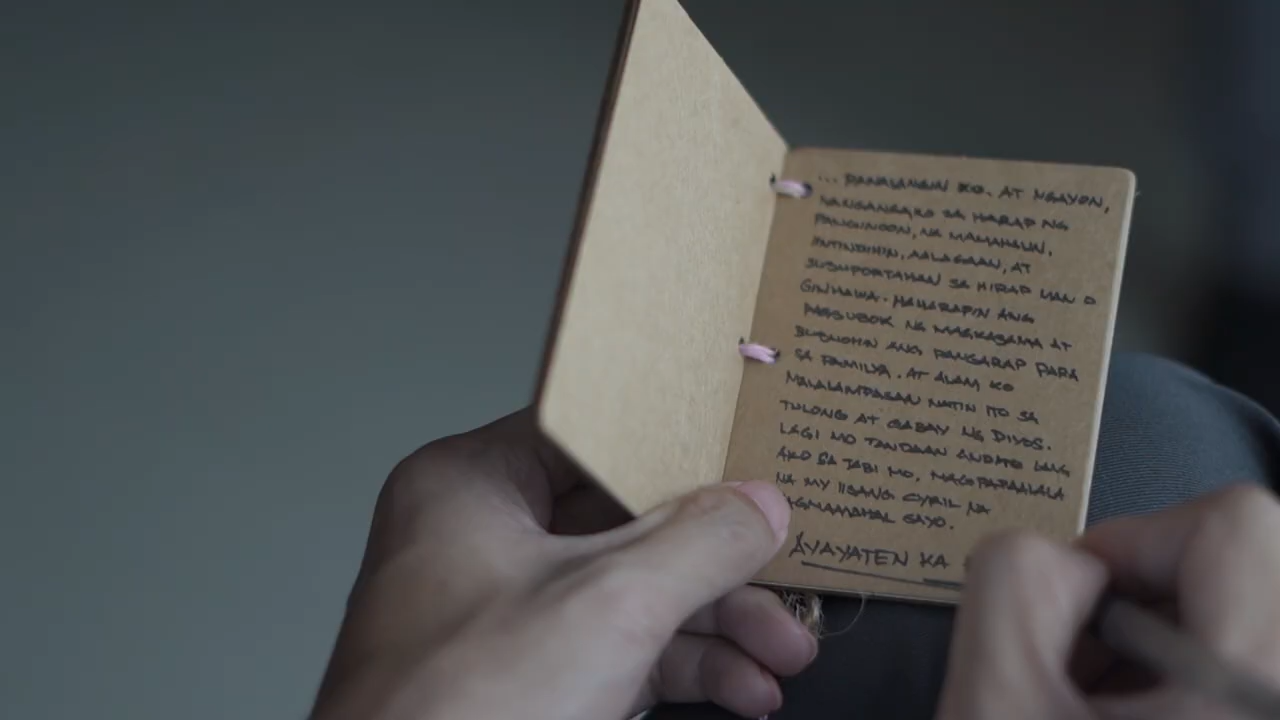 ... PANALANGIN KO. AT NGAYON,
NANGANGAKO SA HARAP NG
PANGINOON, NA MAMAHALIN,
IINTINDIHIN, AALAGAAN, AT
SUSUPORTAHAN SA HIRAP MAN O
GINHAWA. HAHARAPIN ANG
PAGSUBOK NG MAGKASAMA AT
BUBUOHIN ANG PANGARAP PARA
SA PAMILYA. AT ALAM KO
MALALAMPASAN NATIN ITO SA
TULONG AT GABAY NG DIYOS.
LAGI MO TANDAAN ANDITO LANG
AKO SA TABI MO, MAGPAPAALALA
NA MY IISANG CYRIL NA
NAGMAMAHAL SAYO.
AYAYATEN KA